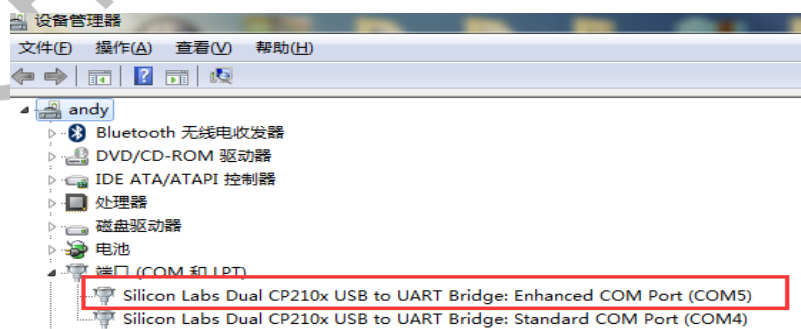 设备管理器
文件(F) 操作(A) 查看(V) 帮助(H)
andy
Bluetooth 无线电收发器
DVD/CD-ROM 驱动器
IDE ATA/ATAPI 控制器
处理器
磁盘驱动器
电池
端口 (COM 和 LPT)
Silicon Labs Dual CP210x USB to UART Bridge: Enhanced COM Port (COM5)
Silicon Labs Dual CP210x USB to UART Bridge: Standard COM Port (COM4)